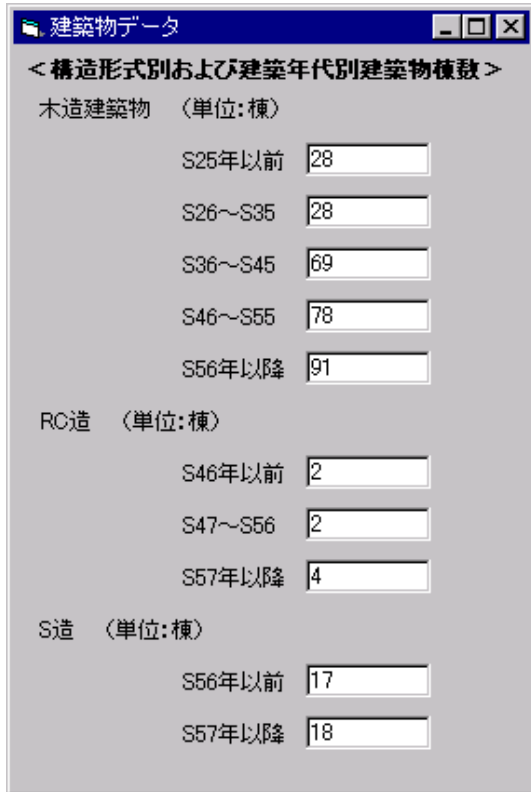 建築物データ
＜構造形式別および建築年代別建築物棟数＞
木造建築物　（単位：棟）
S25年以前 28
S26～S35 28
S36～S45 69
S46～S55 78
S56年以降 91
RC造　（単位：棟）
S46年以前 2
S47～S56 2
S57年以降 4
S造　（単位：棟）
S56年以前 17
S57年以降 18